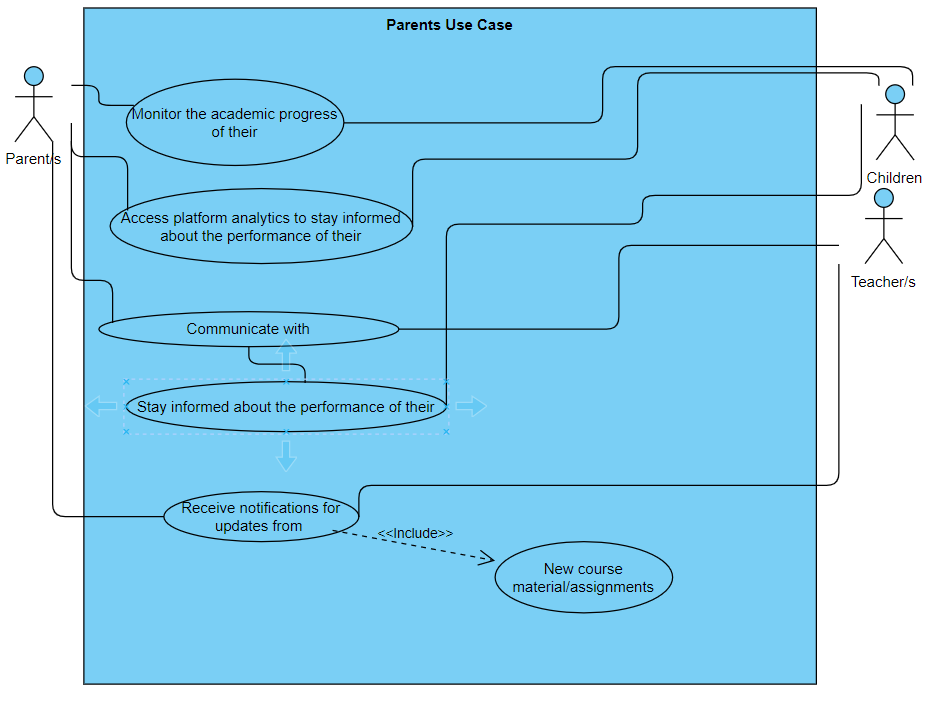 Parents Use Case
Parent/s
Monitor the academic progress
of their
Children
Access platform analytics to stay informed
about the performance of their
Teacher/s
Communicate with
Stay informed about the performance of their
Receive notifications for
updates from
<<Include>>
New course
material/assignments